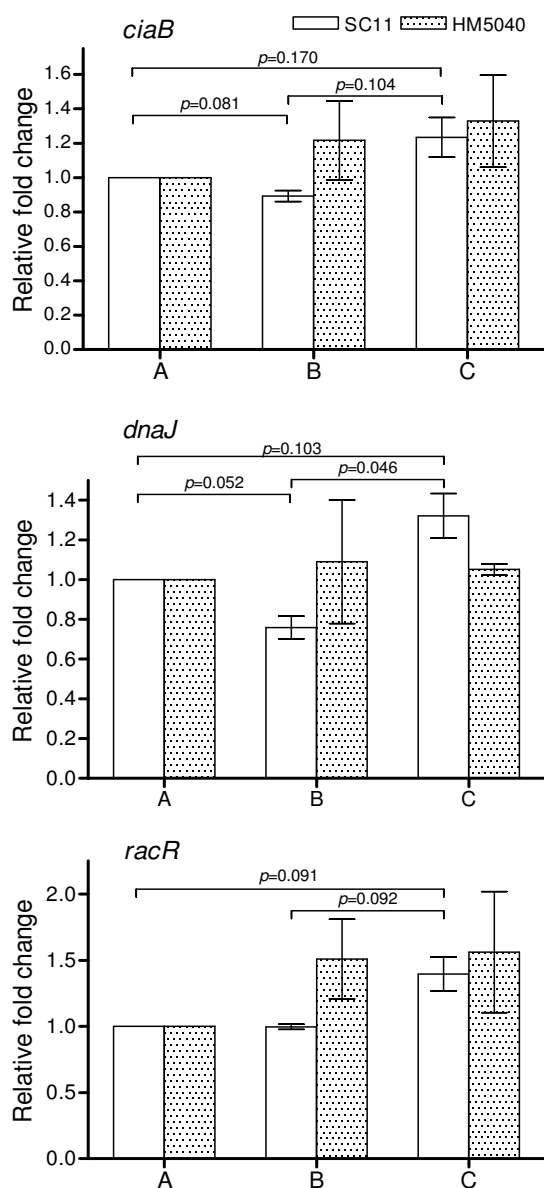 ciaB
SC11 HM5040
Relative fold change
1.6
1.4
1.2
1.0
0.8
0.6
0.4
0.2
0.0
p=0.170
p=0.081
p=0.104
A B C
dnaJ
Relative fold change
1.4
1.2
1.0
0.8
0.6
0.4
0.2
0.0
p=0.103
p=0.052
p=0.046
A B C
racR
Relative fold change
2.0
1.5
1.0
0.5
0.0
p=0.091
p=0.092
A B C